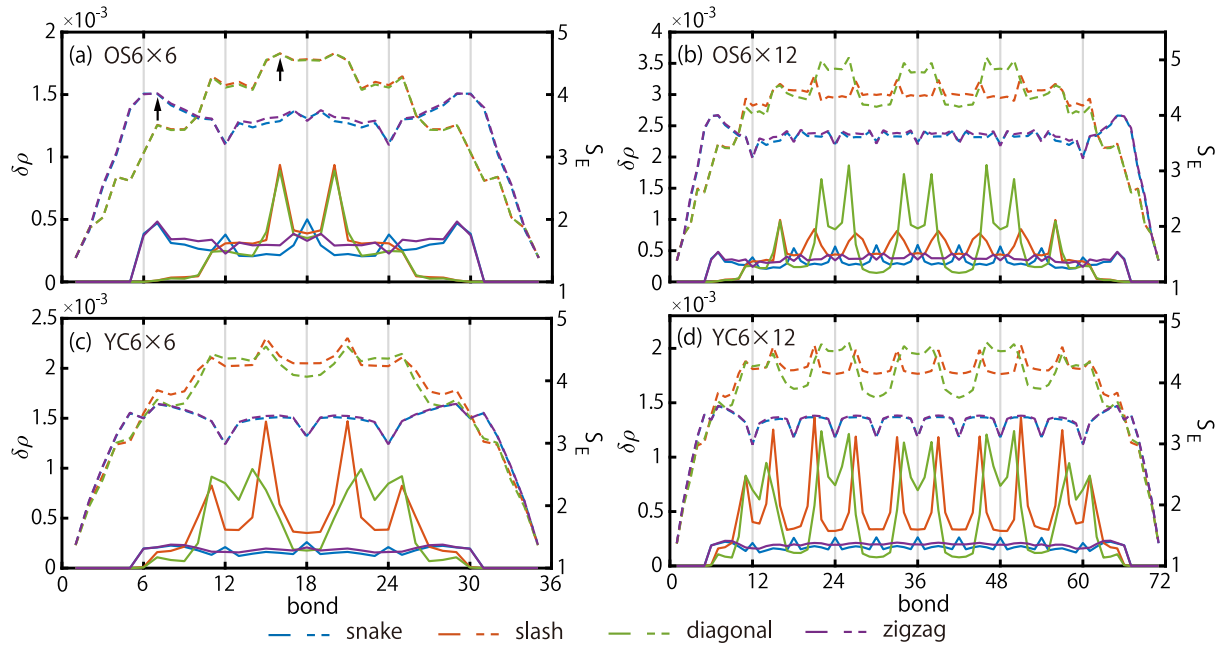 ×10⁻³
(a) OS6×6
2
1.5
1
0.5
0
δρ
5
4
3
2
1
S_E
×10⁻³
(b) OS6×12
4
3.5
3
2.5
2
1.5
1
0.5
0
δρ
5
4
3
2
1
S_E
×10⁻³
(c) YC6×6
2.5
2
1.5
1
0.5
0
δρ
5
4
3
2
1
S_E
0 6 12 18 24 30 36
bond
×10⁻³
(d) YC6×12
2
1.5
1
0.5
0
δρ
5
4
3
2
1
S_E
0 12 24 36 48 60 72
bond
snake slash diagonal zigzag